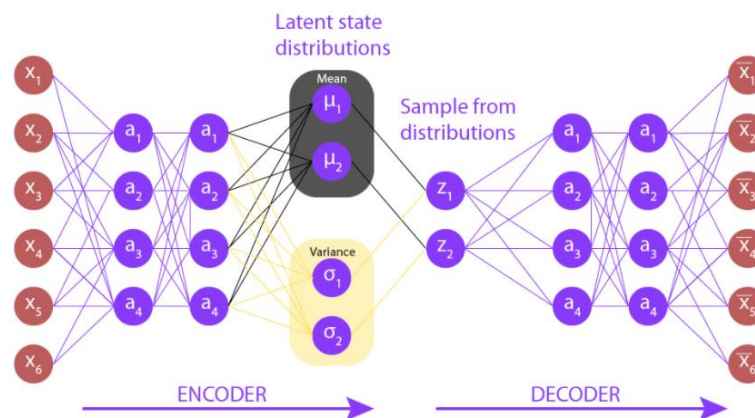 Latent state
distributions
Mean
μ₁
μ₂
Variance
σ₁
σ₂
Sample from
distributions
x₁
x₂
x₃
x₄
x₅
x₆
a₁
a₂
a₃
a₄
a₁
a₂
a₃
a₄
z₁
z₂
a₁
a₂
a₃
a₄
a₁
a₂
a₃
a₄
x̅₁
x̅₂
x̅₃
x̅₄
x̅₅
x̅₆
ENCODER
DECODER